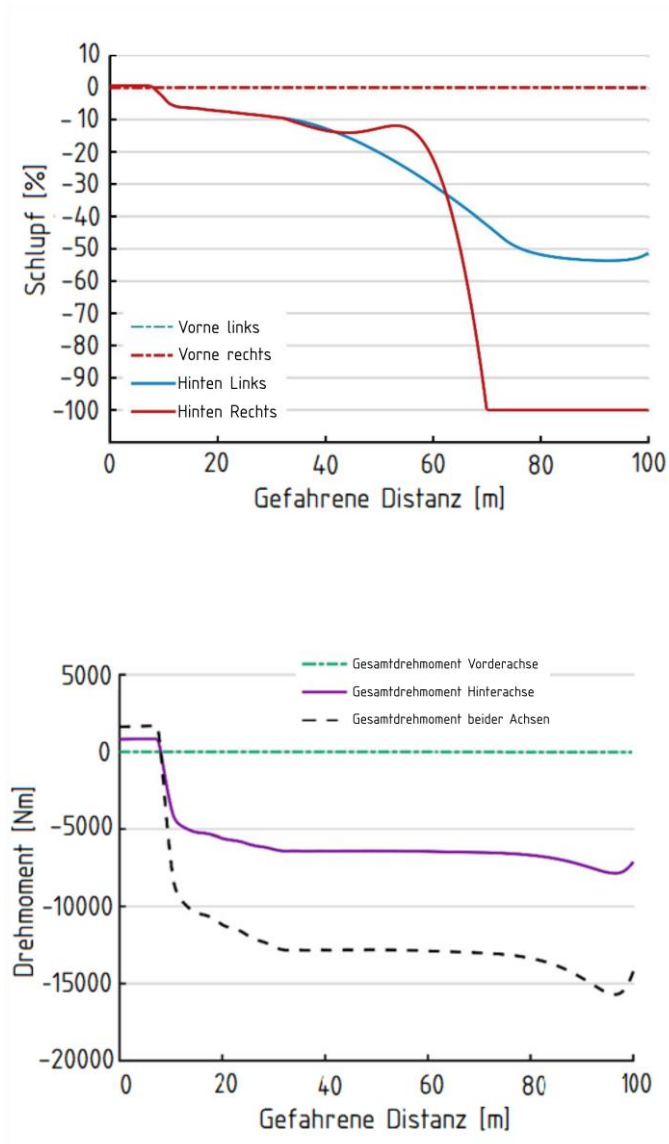 10
0
-10
-20
-30
-40
-50
-60
-70
-80
-90
-100
Schlupf [%]
Vorne links
Vorne rechts
Hinten Links
Hinten Rechts
0 20 40 60 80 100
Gefahrene Distanz [m]
Gesamtdrehmoment Vorderachse
Gesamtdrehmoment Hinterachse
Gesamtdrehmoment beider Achsen
5000
0
-5000
-10000
-15000
-20000
Drehmoment [Nm]
0 20 40 60 80 100
Gefahrene Distanz [m]